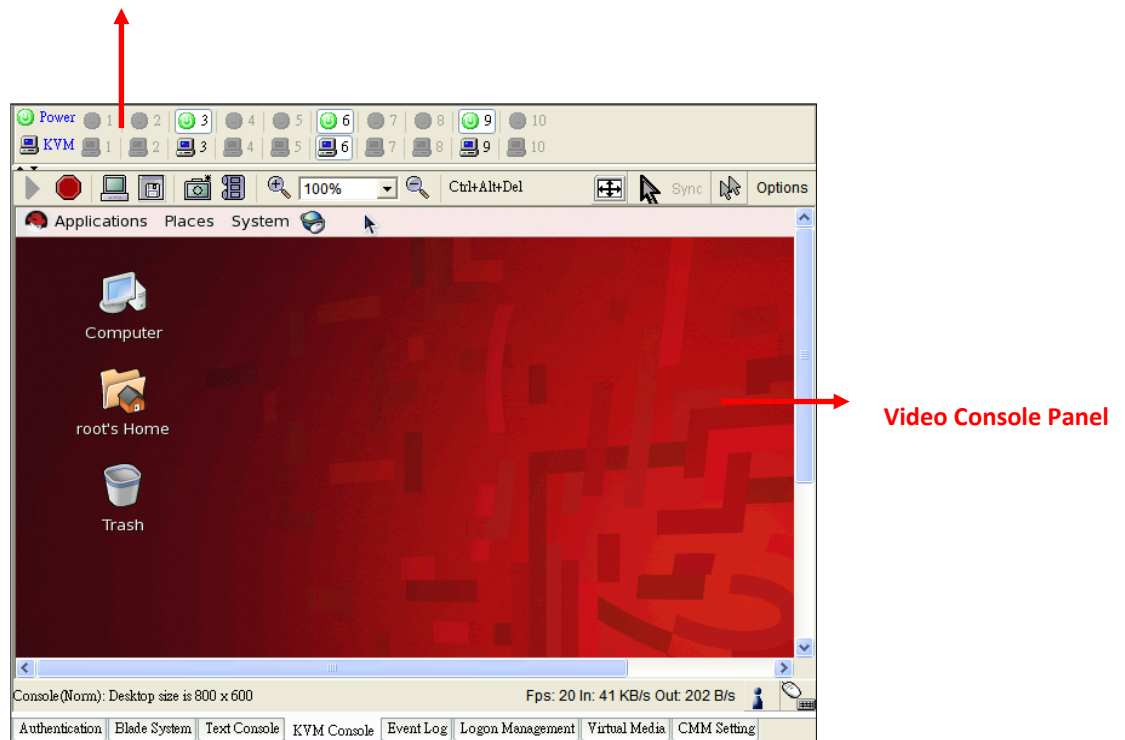 Power 1 2 3 4 5 6 7 8 9 10
KVM 1 2 3 4 5 6 7 8 9 10
100% Ctrl+Alt+Del Sync Options
Applications Places System
Computer
root's Home
Trash
Video Console Panel
Console(Norm): Desktop size is 800 x 600 Fps: 20 In: 41 KB/s Out: 202 B/s
Authentication Blade System Text Console KVM Console Event Log Logon Management Virtual Media CMM Setting